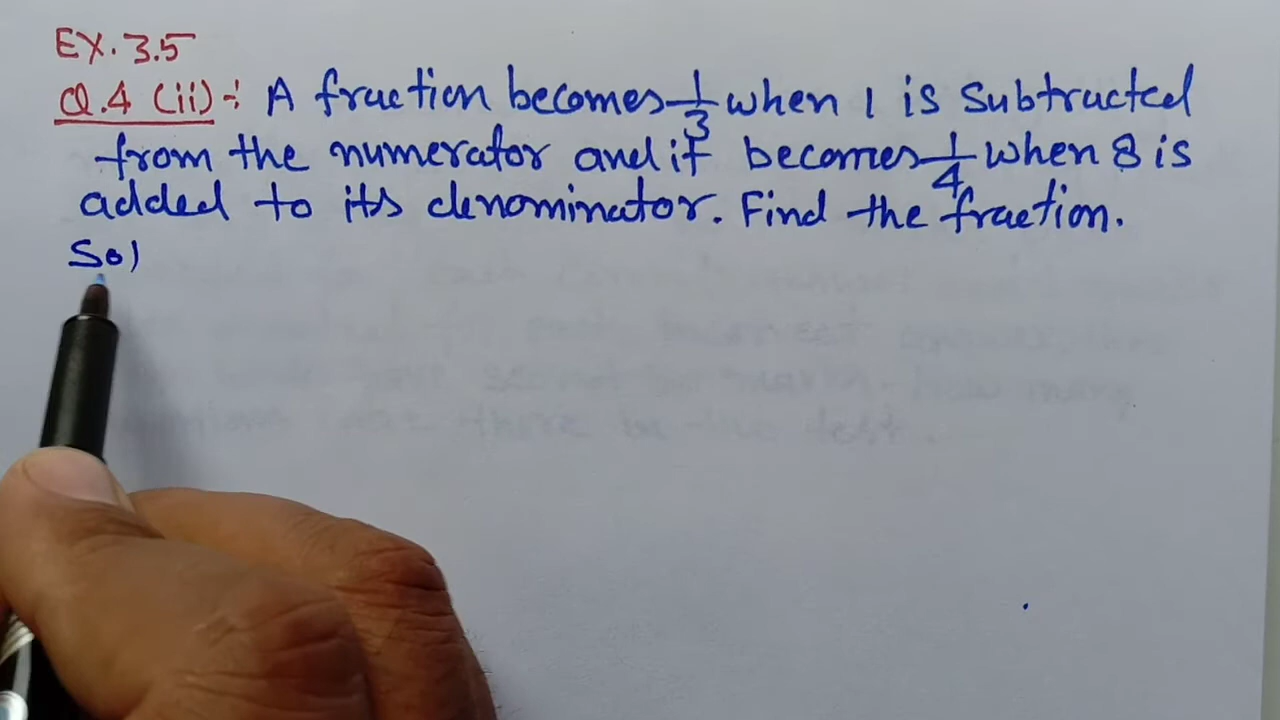 EX. 3.5
Q.4 (ii) :- A fraction becomes 1/3 when 1 is subtracted
from the numerator and it becomes 1/4 when 8 is
added to its denominator. Find the fraction.
Sol